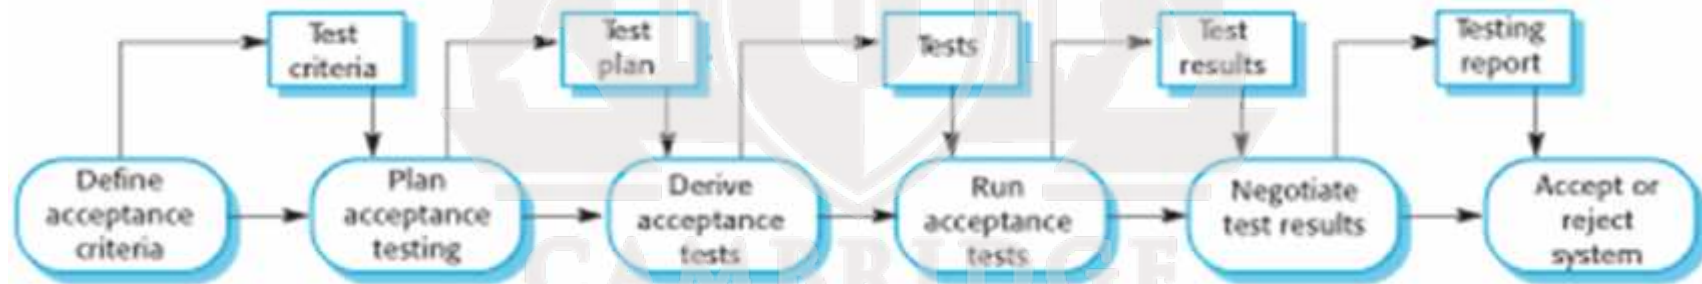 Test
criteria
Test
plan
Tests
Test
results
Testing
report
Define
acceptance
criteria
Plan
acceptance
testing
Derive
acceptance
tests
Run
acceptance
tests
Negotiate
test results
Accept or
reject
system
CAMBRIDGE